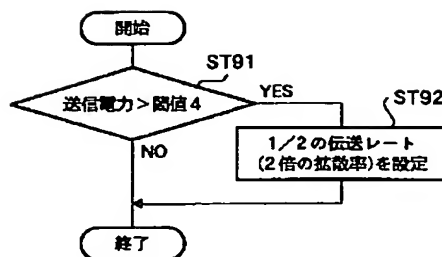 開始
ST91
送信電力＞閾値4
YES
ST92
NO
1／2の伝送レート
(2倍の拡散率)を設定
終了